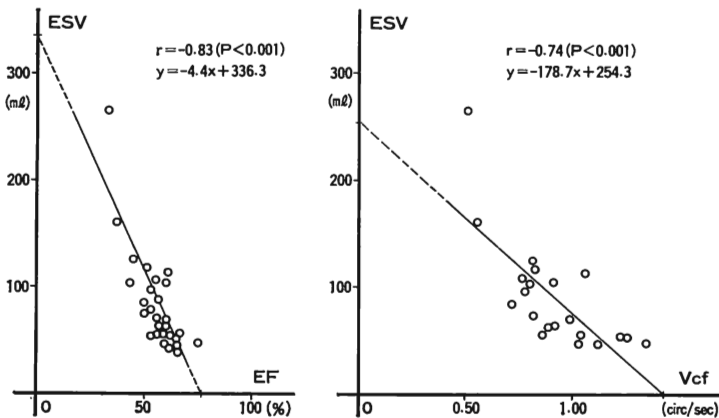 ESV
r=-0.83(P<0.001)
y=-4.4x+336.3
300
(mℓ)
200
100
EF
0
50
100 (%)
ESV
r=-0.74(P<0.001)
y=-178.7x+254.3
300
(mℓ)
200
100
Vcf
0
0.50
1.00
(circ/sec)